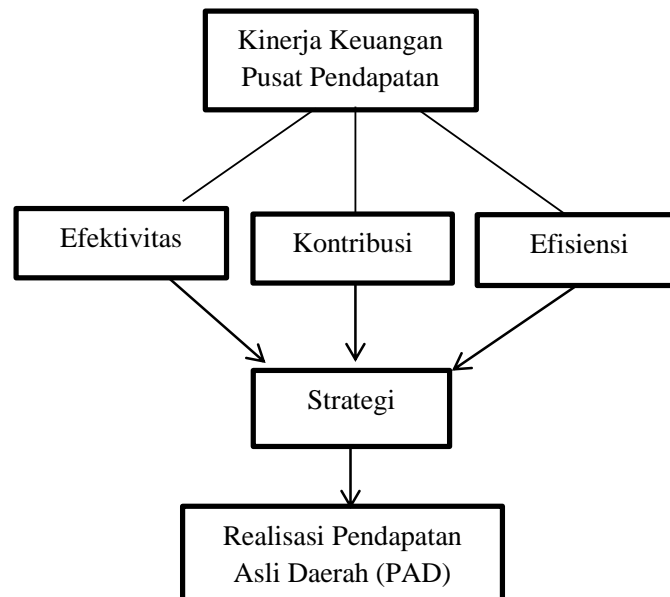 Kinerja Keuangan
Pusat Pendapatan
Efektivitas
Kontribusi
Efisiensi
Strategi
Realisasi Pendapatan
Asli Daerah (PAD)